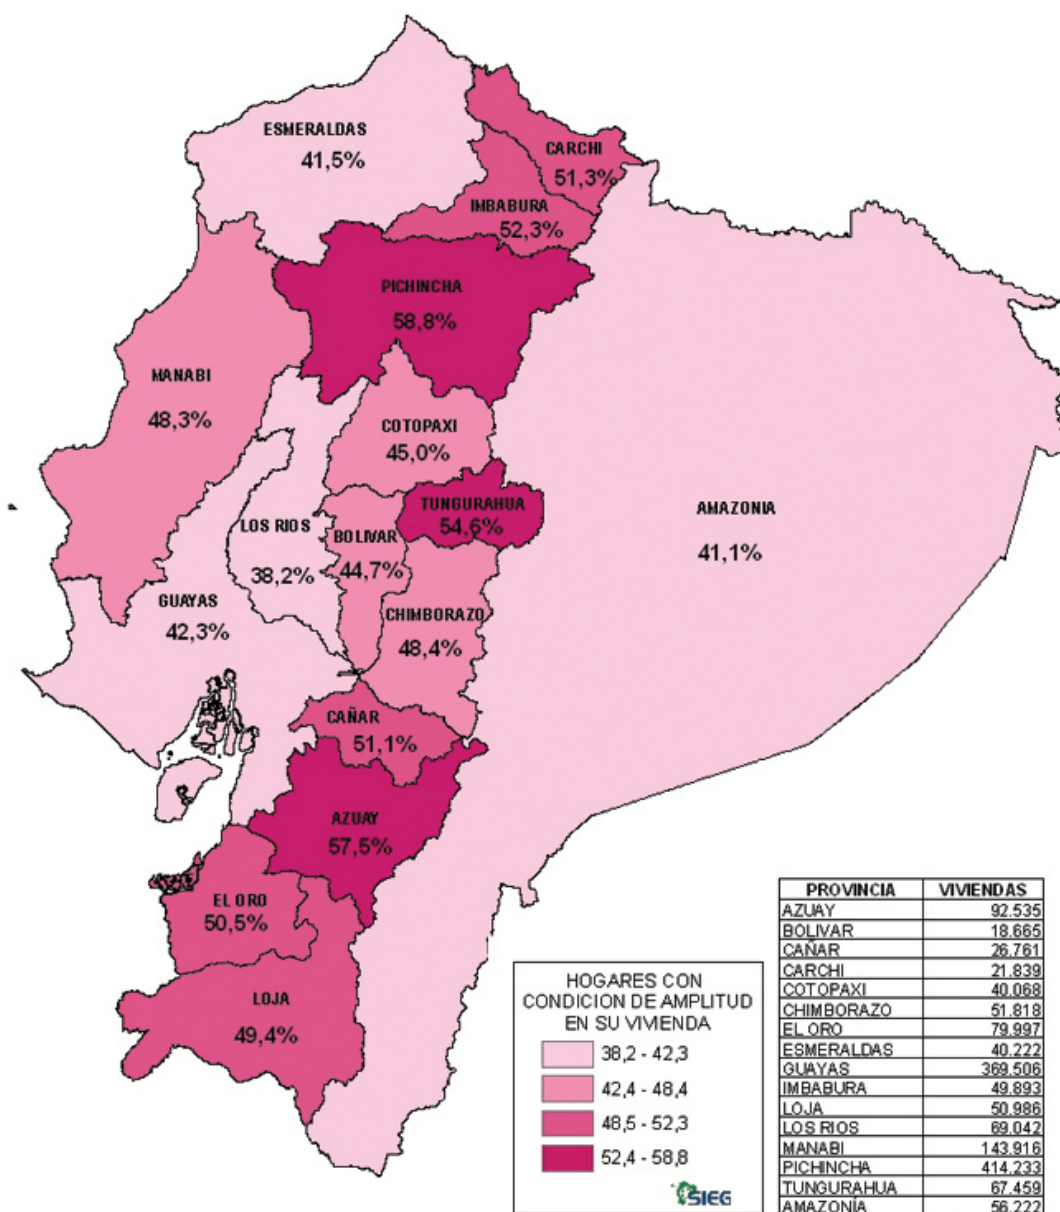 ESMERALDAS
41,5%
CARCHI
51,3%
IMBABURA
52,3%
PICHINCHA
58,8%
MANABI
48,3%
COTOPAXI
45,0%
TUNGURAHUA
54,6%
AMAZONIA
41,1%
LOS RIOS
38,2%
BOLIVAR
44,7%
GUAYAS
42,3%
CHIMBORAZO
48,4%
CAÑAR
51,1%
AZUAY
57,5%
EL ORO
50,5%
LOJA
49,4%
HOGARES CON
CONDICION DE AMPLITUD
EN SU VIVIENDA
38,2 - 42,3
42,4 - 48,4
48,5 - 52,3
52,4 - 58,8
SIEG
PROVINCIA VIVIENDAS
AZUAY 92.535
BOLIVAR 18.665
CAÑAR 26.761
CARCHI 21.839
COTOPAXI 40.068
CHIMBORAZO 51.818
EL ORO 79.997
ESMERALDAS 40.222
GUAYAS 369.506
IMBABURA 49.893
LOJA 50.986
LOS RIOS 69.042
MANABI 143.916
PICHINCHA 414.233
TUNGURAHUA 67.459
AMAZONÍA 56.222